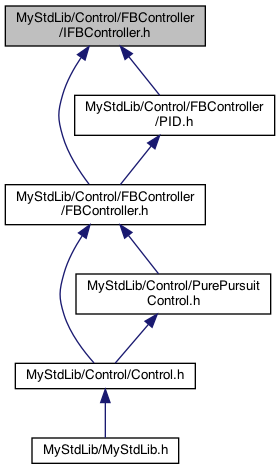 MyStdLib/Control/FBController
/IFBController.h
MyStdLib/Control/FBController
/PID.h
MyStdLib/Control/FBController
/FBController.h
MyStdLib/Control/PurePursuit
Control.h
MyStdLib/Control/Control.h
MyStdLib/MyStdLib.h